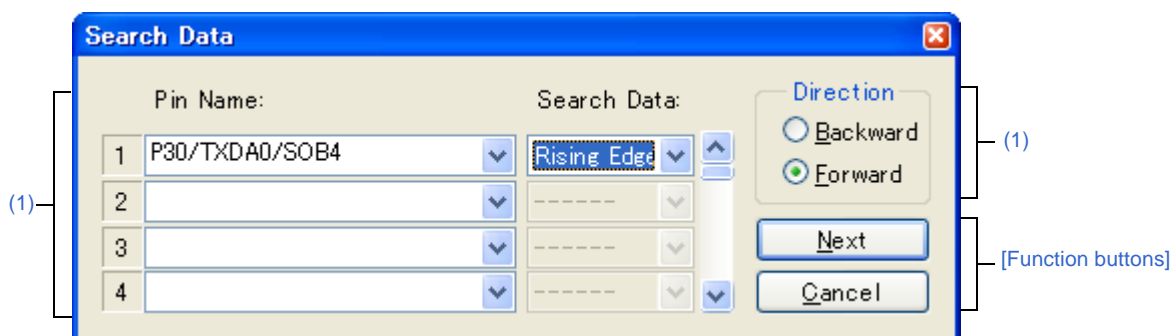 Search Data
Pin Name: Search Data: Direction
Backward
1 P30/TXDA0/SOB4 Rising Edge
(1)
Forward
2 ------
(1)
Next
3 ------
[Function buttons]
4 ------ Cancel